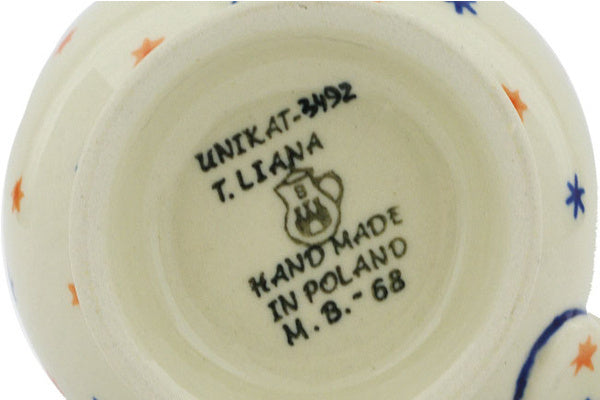 UNIKAT-3492
T. LIANA
B
HAND MADE
IN POLAND
M. B. - 68